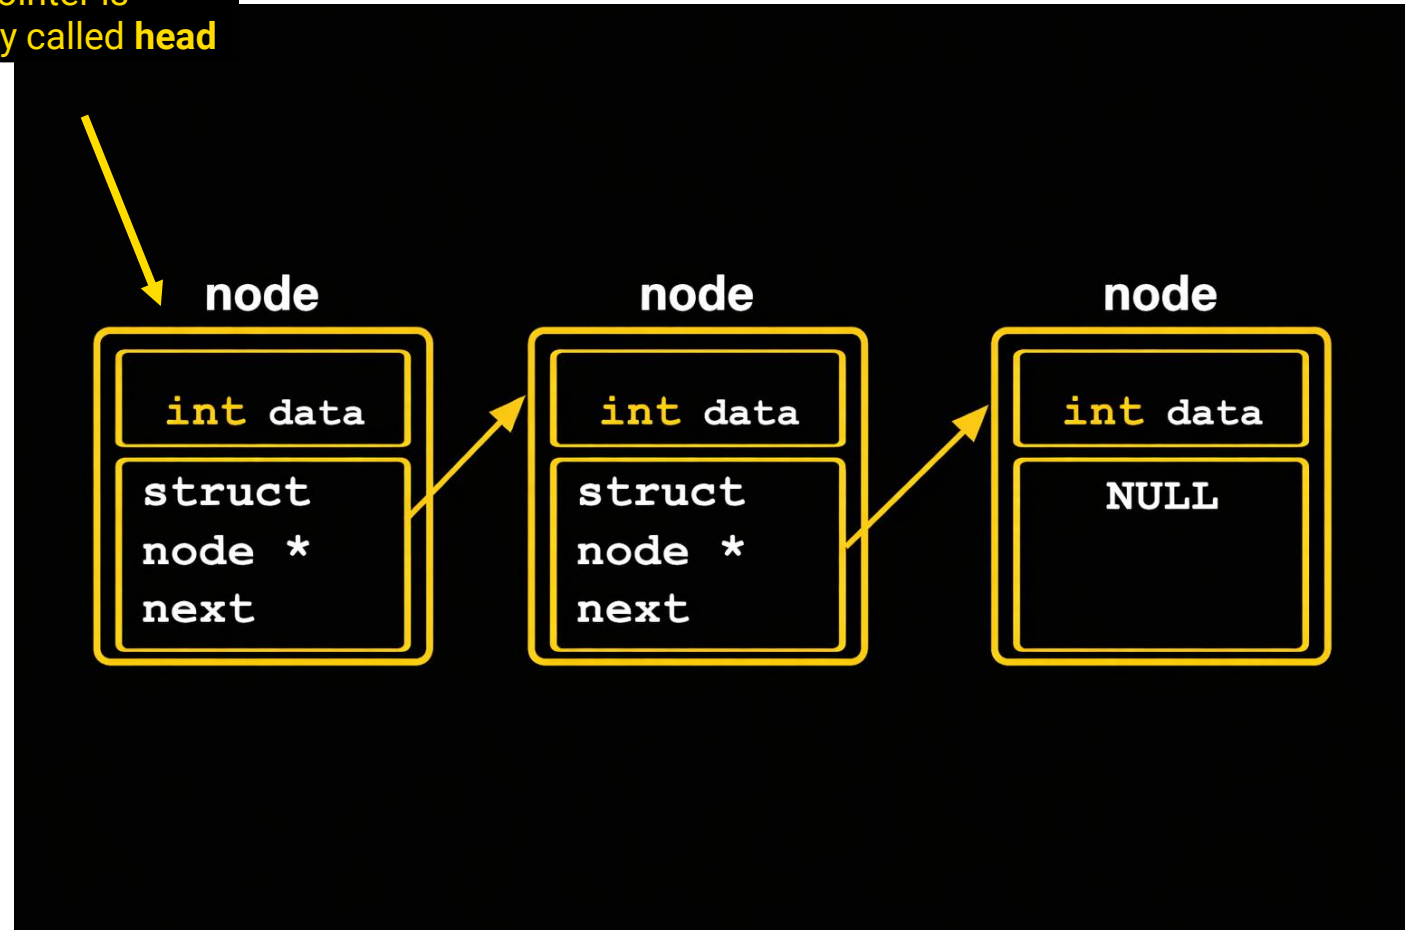 y called head
node
node
node
int data
int data
int data
struct
node *
next
struct
node *
next
NULL